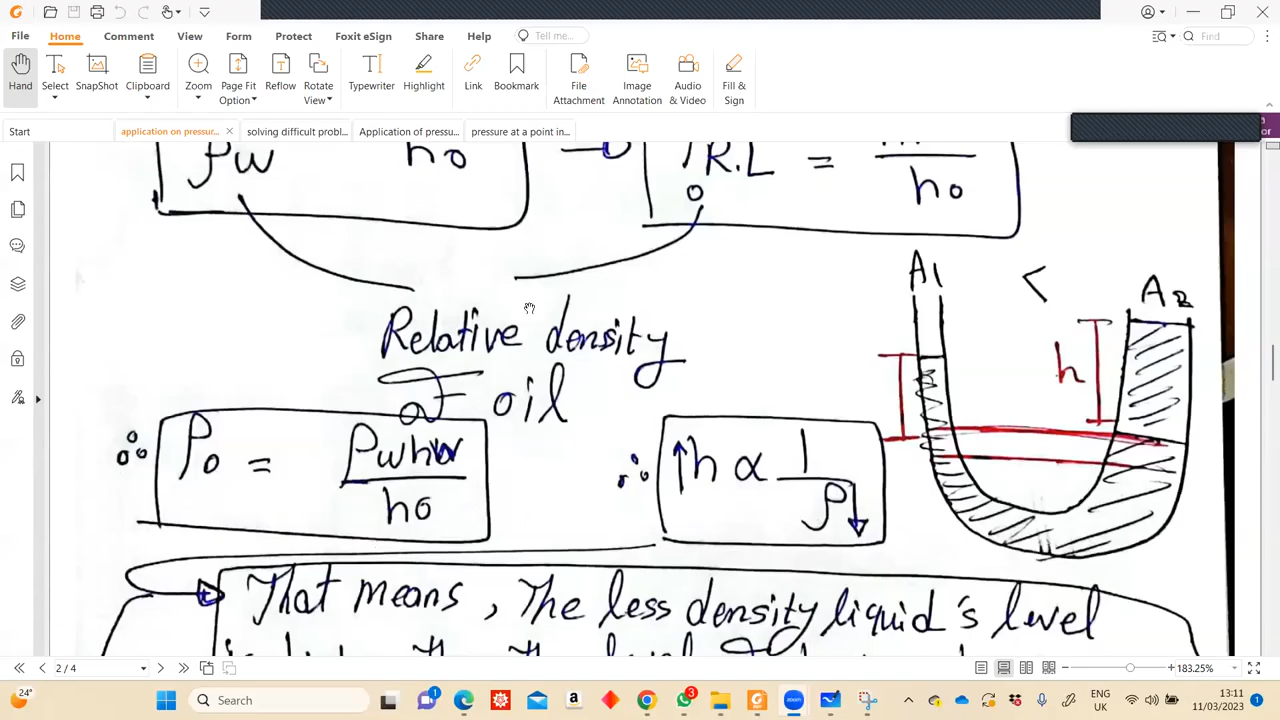 File Home Comment View Form Protect Foxit eSign Share Help Tell me... Find
Hand Select SnapShot Clipboard Zoom Page Fit Option Reflow Rotate View Typewriter Highlight Link Bookmark File Attachment Image Annotation Audio & Video Fill & Sign
Start application on pressur... solving difficult probl... Application of pressu... pressure at a point in...
ρw ho
ρR.L = ho
o
A1 < A2
Relative density
of oil
h
∴ ρo = ρwhw / ho
∴ ↑h ∝ 1 / ρ↓
That means, The less density liquid's level
2 / 4 183.25%
24°
Search
1
3
ENG
UK
13:11
11/03/2023
1